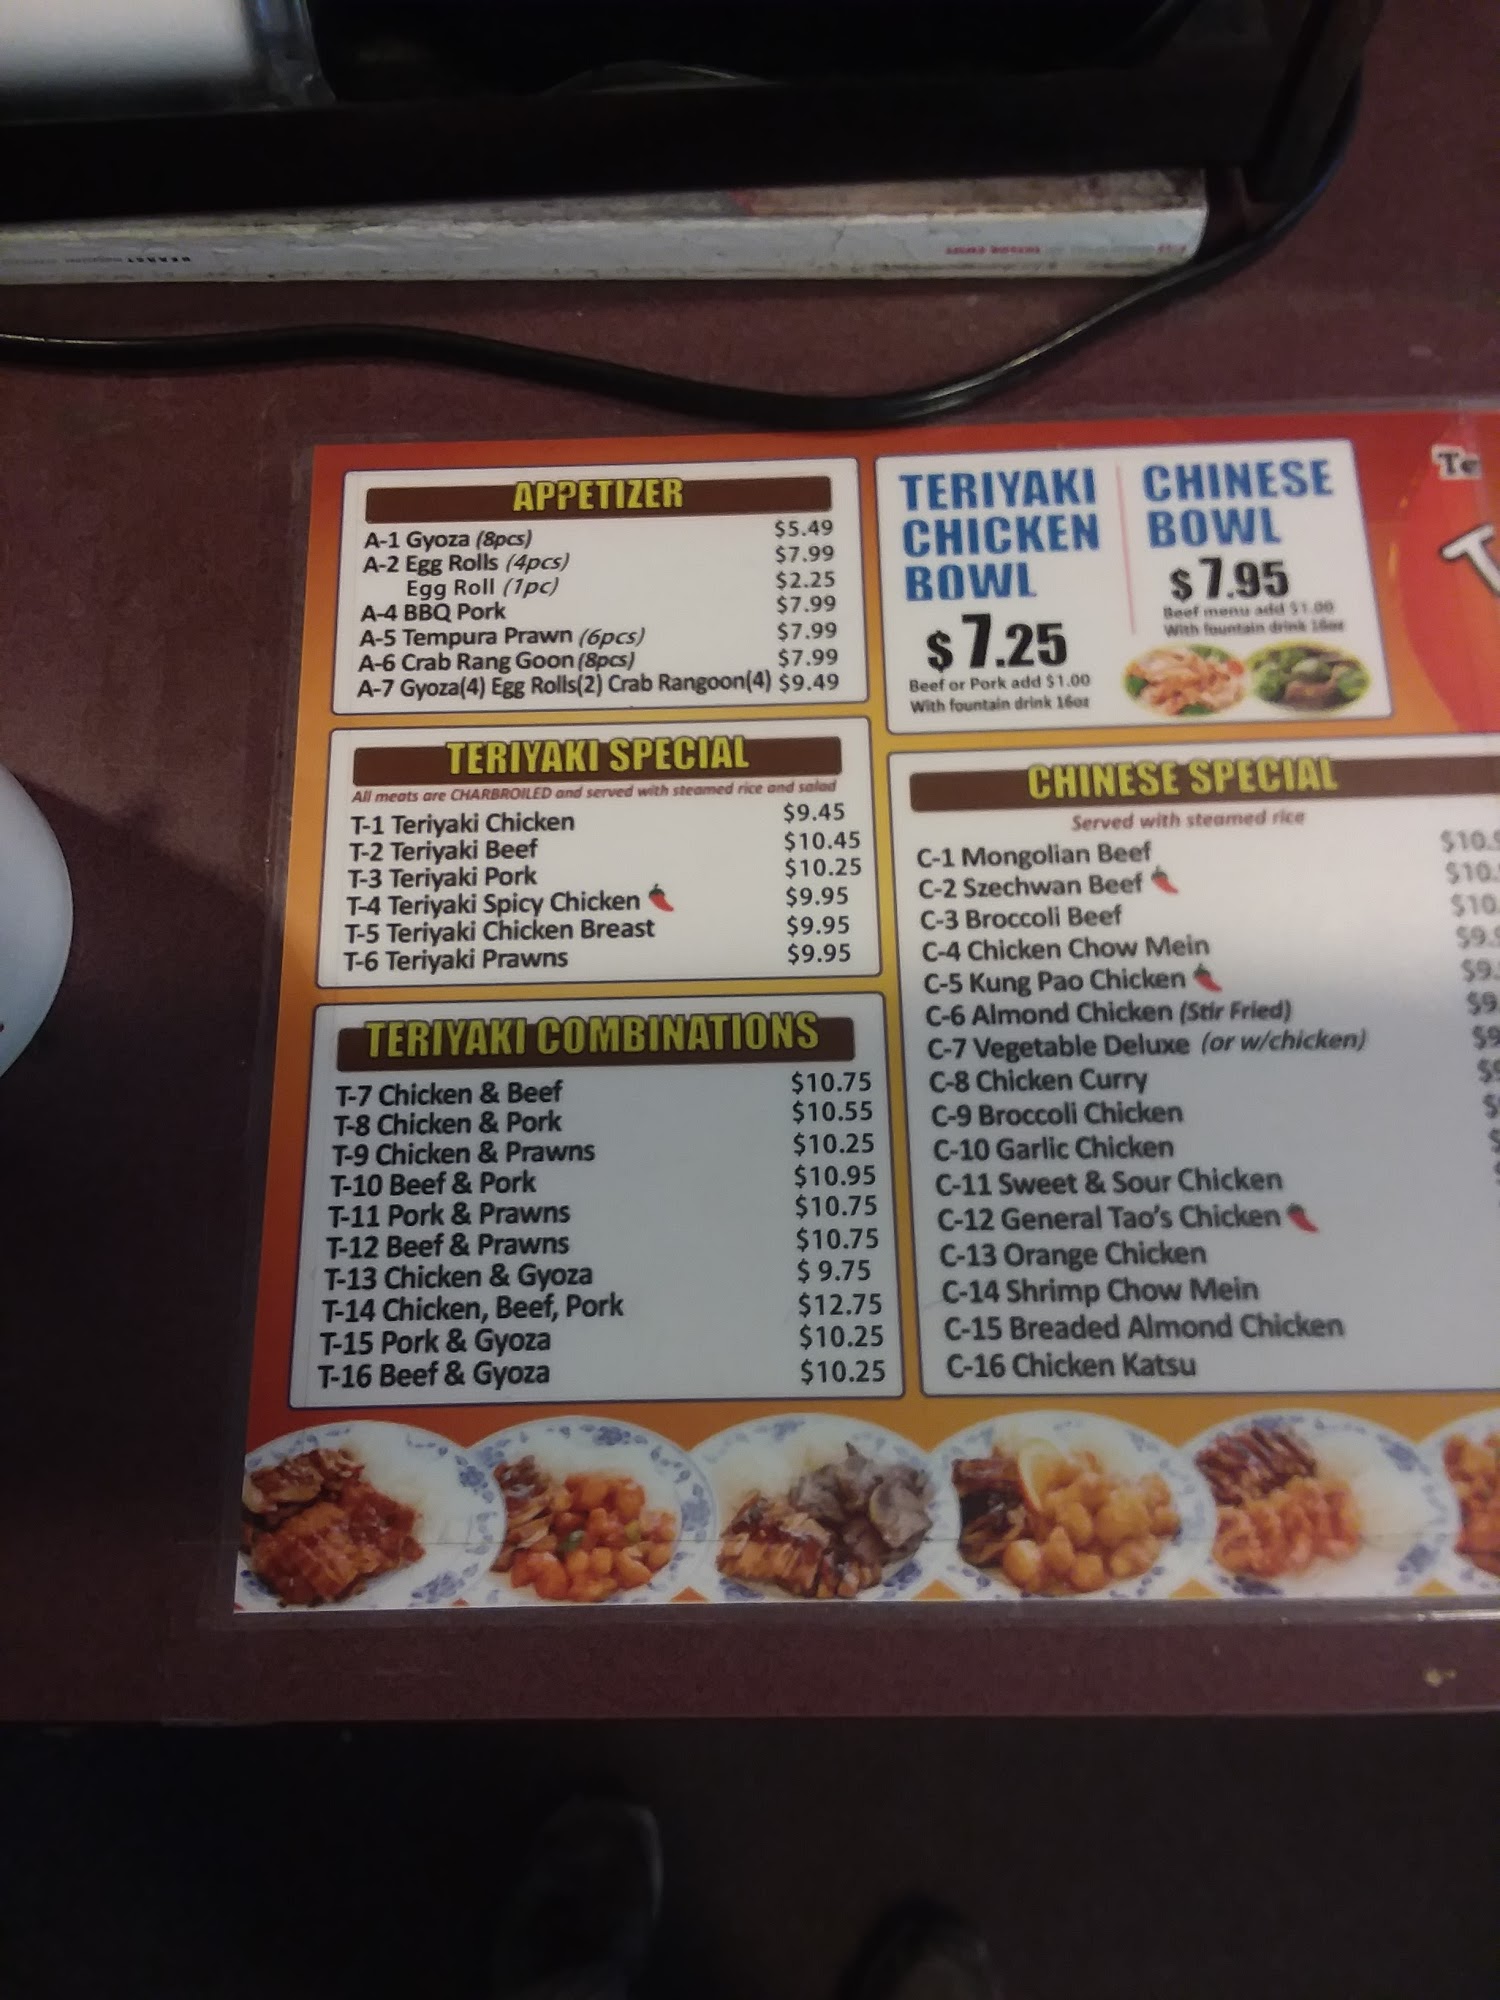 APPETIZER
A-1 Gyoza (8pcs) $5.49
A-2 Egg Rolls (4pcs) $7.99
Egg Roll (1pc) $2.25
A-4 BBQ Pork $7.99
A-5 Tempura Prawn (6pcs) $7.99
A-6 Crab Rang Goon (8pcs) $7.99
A-7 Gyoza(4) Egg Rolls(2) Crab Rangoon(4) $9.49
TERIYAKI SPECIAL
All meats are CHARBROILED and served with steamed rice and salad
T-1 Teriyaki Chicken $9.45
T-2 Teriyaki Beef $10.45
T-3 Teriyaki Pork $10.25
T-4 Teriyaki Spicy Chicken $9.95
T-5 Teriyaki Chicken Breast $9.95
T-6 Teriyaki Prawns $9.95
TERIYAKI COMBINATIONS
T-7 Chicken & Beef $10.75
T-8 Chicken & Pork $10.55
T-9 Chicken & Prawns $10.25
T-10 Beef & Pork $10.95
T-11 Pork & Prawns $10.75
T-12 Beef & Prawns $10.75
T-13 Chicken & Gyoza $ 9.75
T-14 Chicken, Beef, Pork $12.75
T-15 Pork & Gyoza $10.25
T-16 Beef & Gyoza $10.25
TERIYAKI
CHICKEN
BOWL
$7.25
Beef or Pork add $1.00
With fountain drink 16oz
CHINESE
BOWL
$7.95
Beef menu add $1.00
With fountain drink 16oz
CHINESE SPECIAL
Served with steamed rice
C-1 Mongolian Beef
C-2 Szechwan Beef
C-3 Broccoli Beef
C-4 Chicken Chow Mein
C-5 Kung Pao Chicken
C-6 Almond Chicken (Stir Fried)
C-7 Vegetable Deluxe (or w/chicken)
C-8 Chicken Curry
C-9 Broccoli Chicken
C-10 Garlic Chicken
C-11 Sweet & Sour Chicken
C-12 General Tao's Chicken
C-13 Orange Chicken
C-14 Shrimp Chow Mein
C-15 Breaded Almond Chicken
C-16 Chicken Katsu